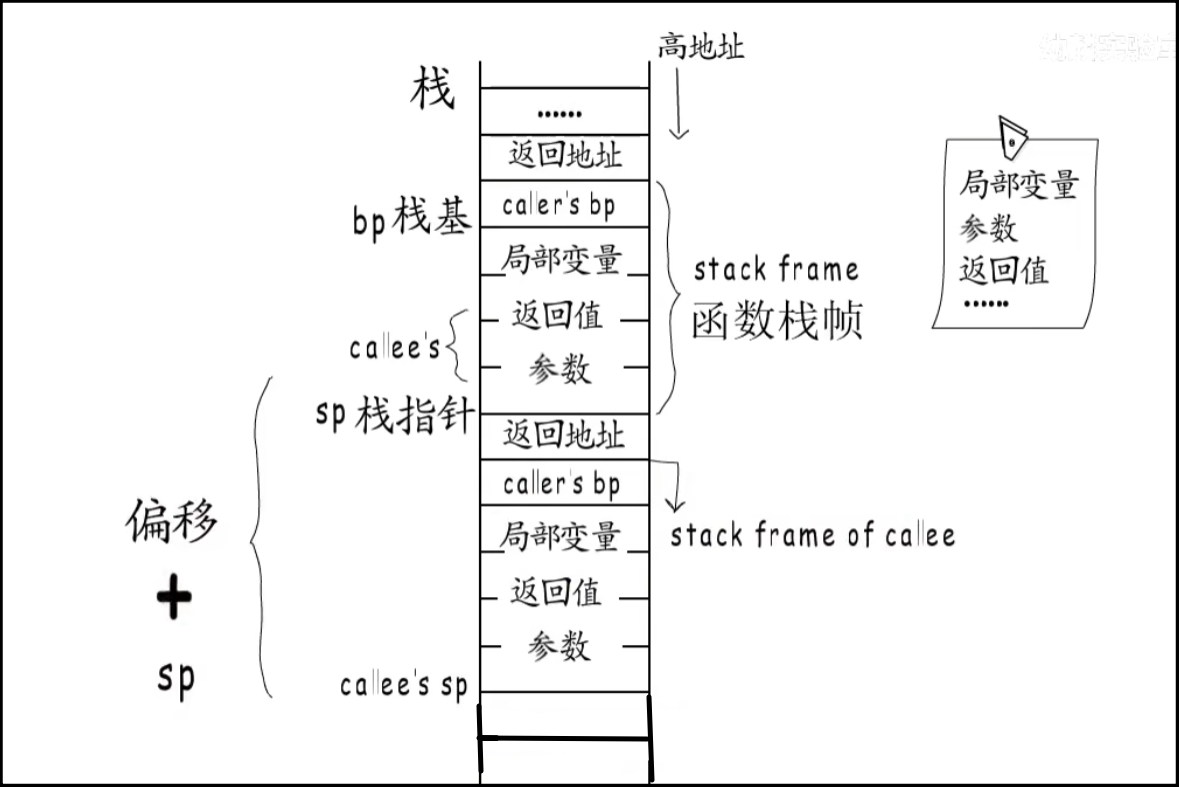 高地址
栈
......
返回地址
bp 栈基
caller's bp
局部变量
返回值
参数
callee's
stack frame
函数栈帧
局部变量
参数
返回值
......
sp 栈指针
返回地址
caller's bp
局部变量
返回值
参数
stack frame of callee
偏移
+
sp
callee's sp